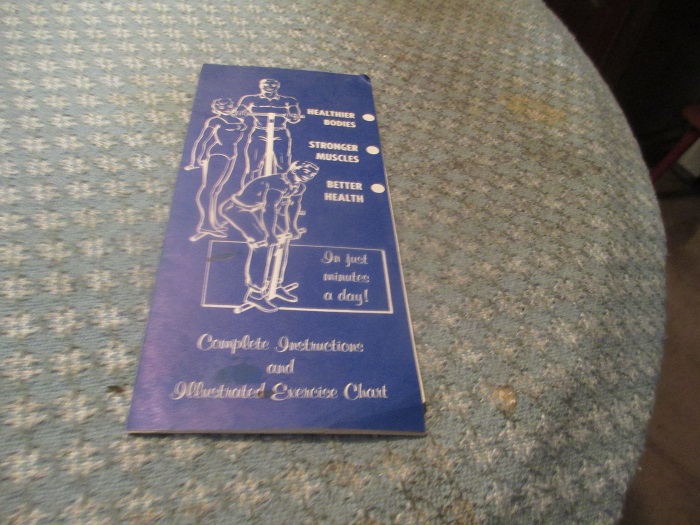 HEALTHIER
BODIES
STRONGER
MUSCLES
BETTER
HEALTH
In just
minutes
a day!
Complete Instructions
and
Illustrated Exercise Chart